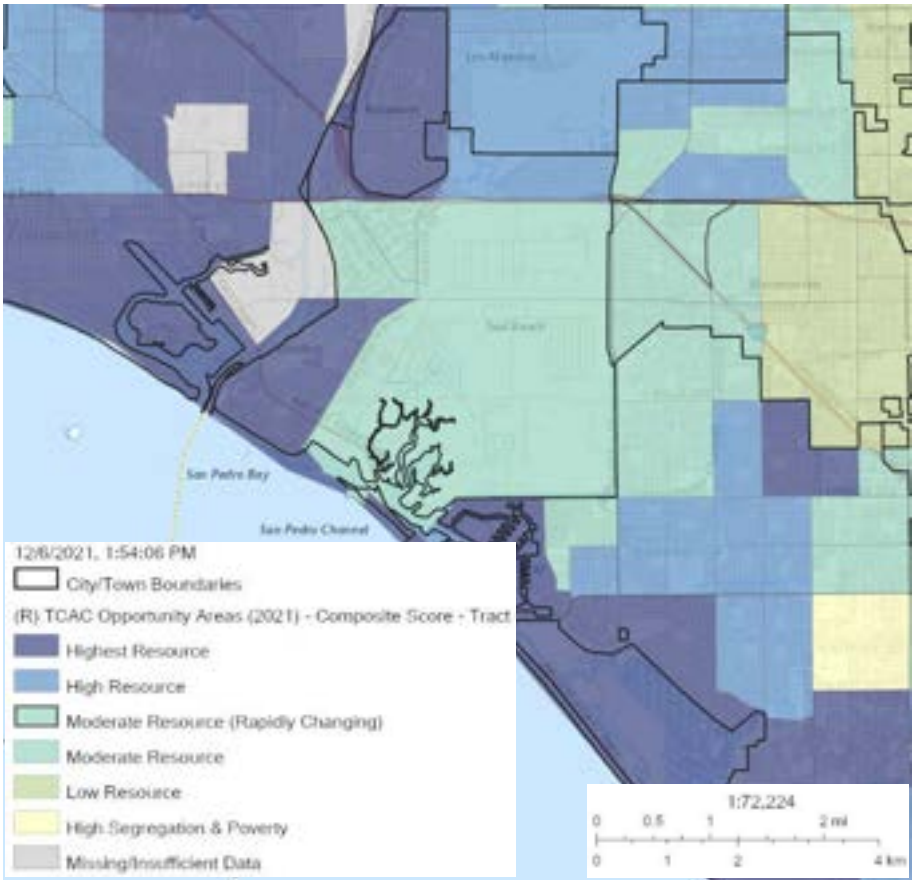 Los Alamitos
Rossmoor
Seal Beach
Westminster
San Pedro Bay
San Pedro Channel
12/6/2021, 1:54:06 PM
City/Town Boundaries
(R) TCAC Opportunity Areas (2021) - Composite Score - Tract
Highest Resource
High Resource
Moderate Resource (Rapidly Changing)
Moderate Resource
Low Resource
High Segregation & Poverty
Missing/Insufficient Data
1:72,224
0 0.5 1 2 mi
0 1 2 4 km